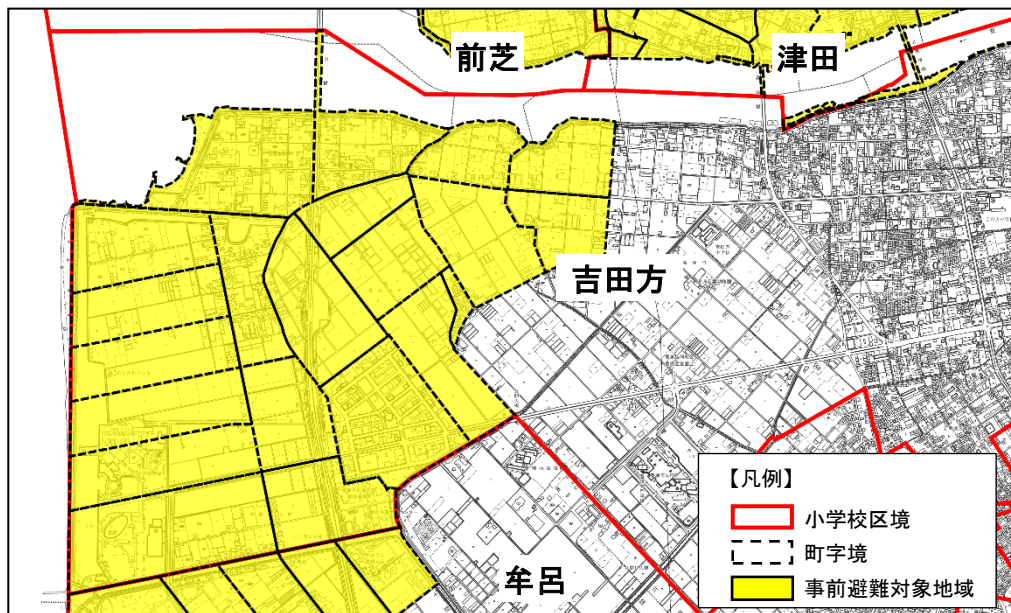 前芝
津田
吉田方
牟呂
【凡例】
小学校区境
町字境
事前避難対象地域